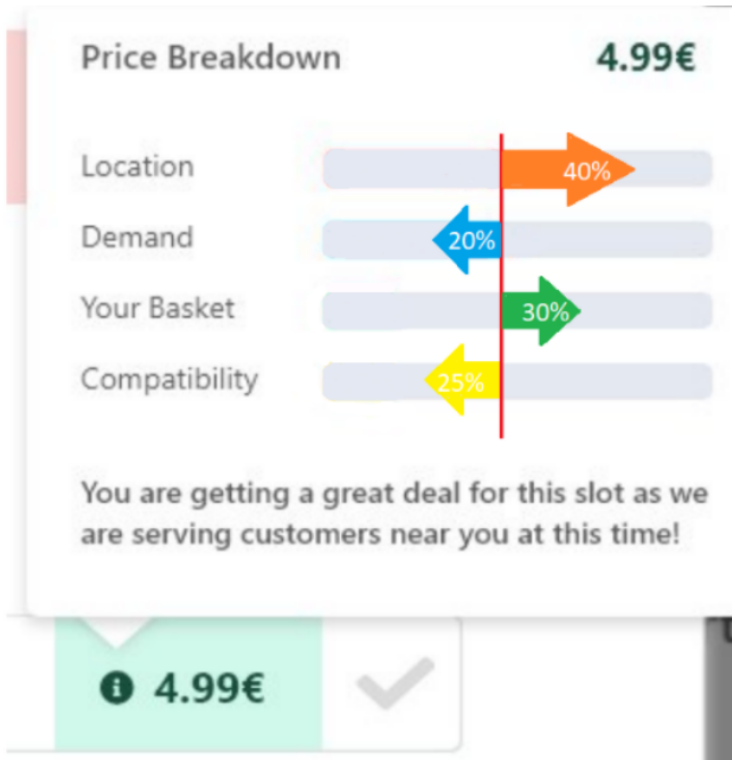 Price Breakdown 4.99€
Location 40%
Demand 20%
Your Basket 30%
Compatibility 25%
You are getting a great deal for this slot as we
are serving customers near you at this time!
i 4.99€